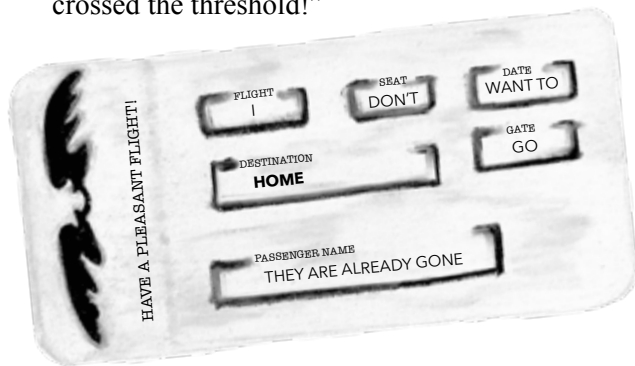 crossed the threshold!"
HAVE A PLEASANT FLIGHT!
FLIGHT
I
SEAT
DON'T
DATE
WANT TO
DESTINATION
HOME
GATE
GO
PASSENGER NAME
THEY ARE ALREADY GONE